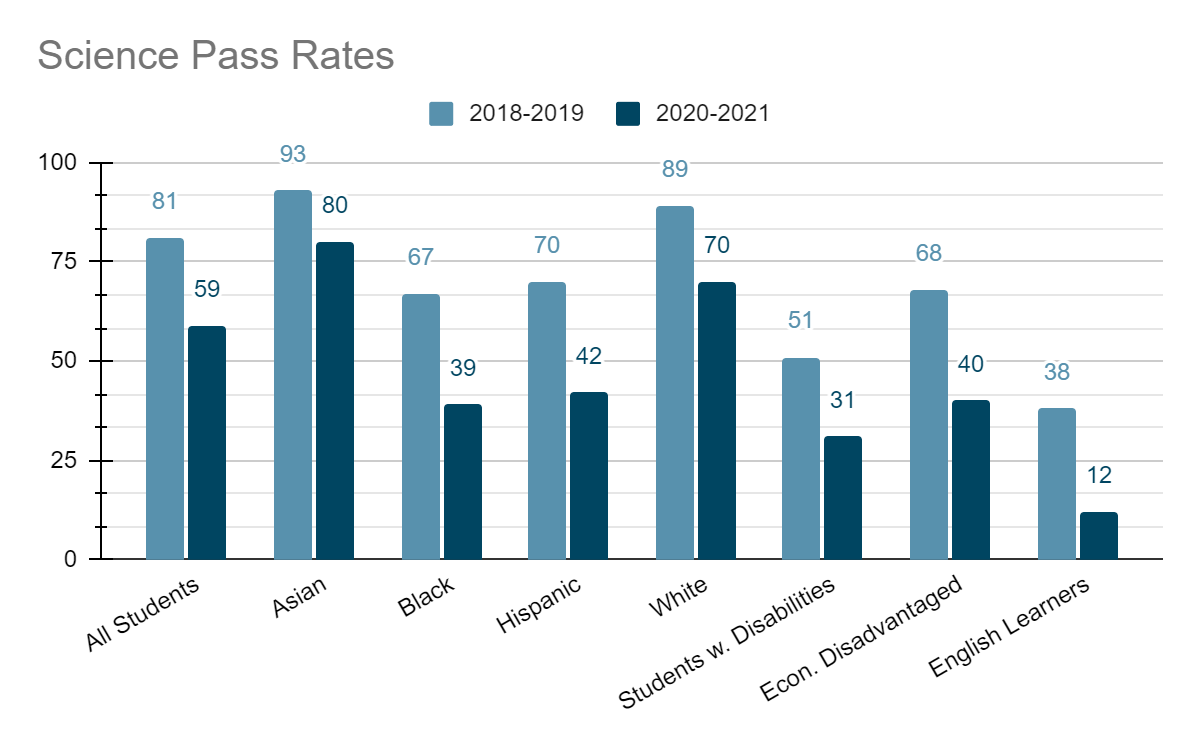 Science Pass Rates
2018-2019 2020-2021
100
75
50
25
0
81
59
93
80
67
39
70
42
89
70
51
31
68
40
38
12
All Students
Asian
Black
Hispanic
White
Students w. Disabilities
Econ. Disadvantaged
English Learners